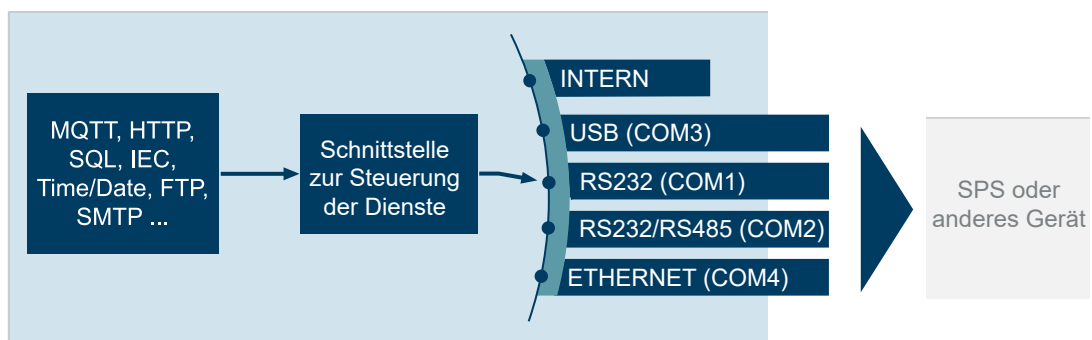 MQTT, HTTP,
SQL, IEC,
Time/Date, FTP,
SMTP ...
Schnittstelle
zur Steuerung
der Dienste
INTERN
USB (COM3)
RS232 (COM1)
RS232/RS485 (COM2)
ETHERNET (COM4)
SPS oder
anderes Gerät